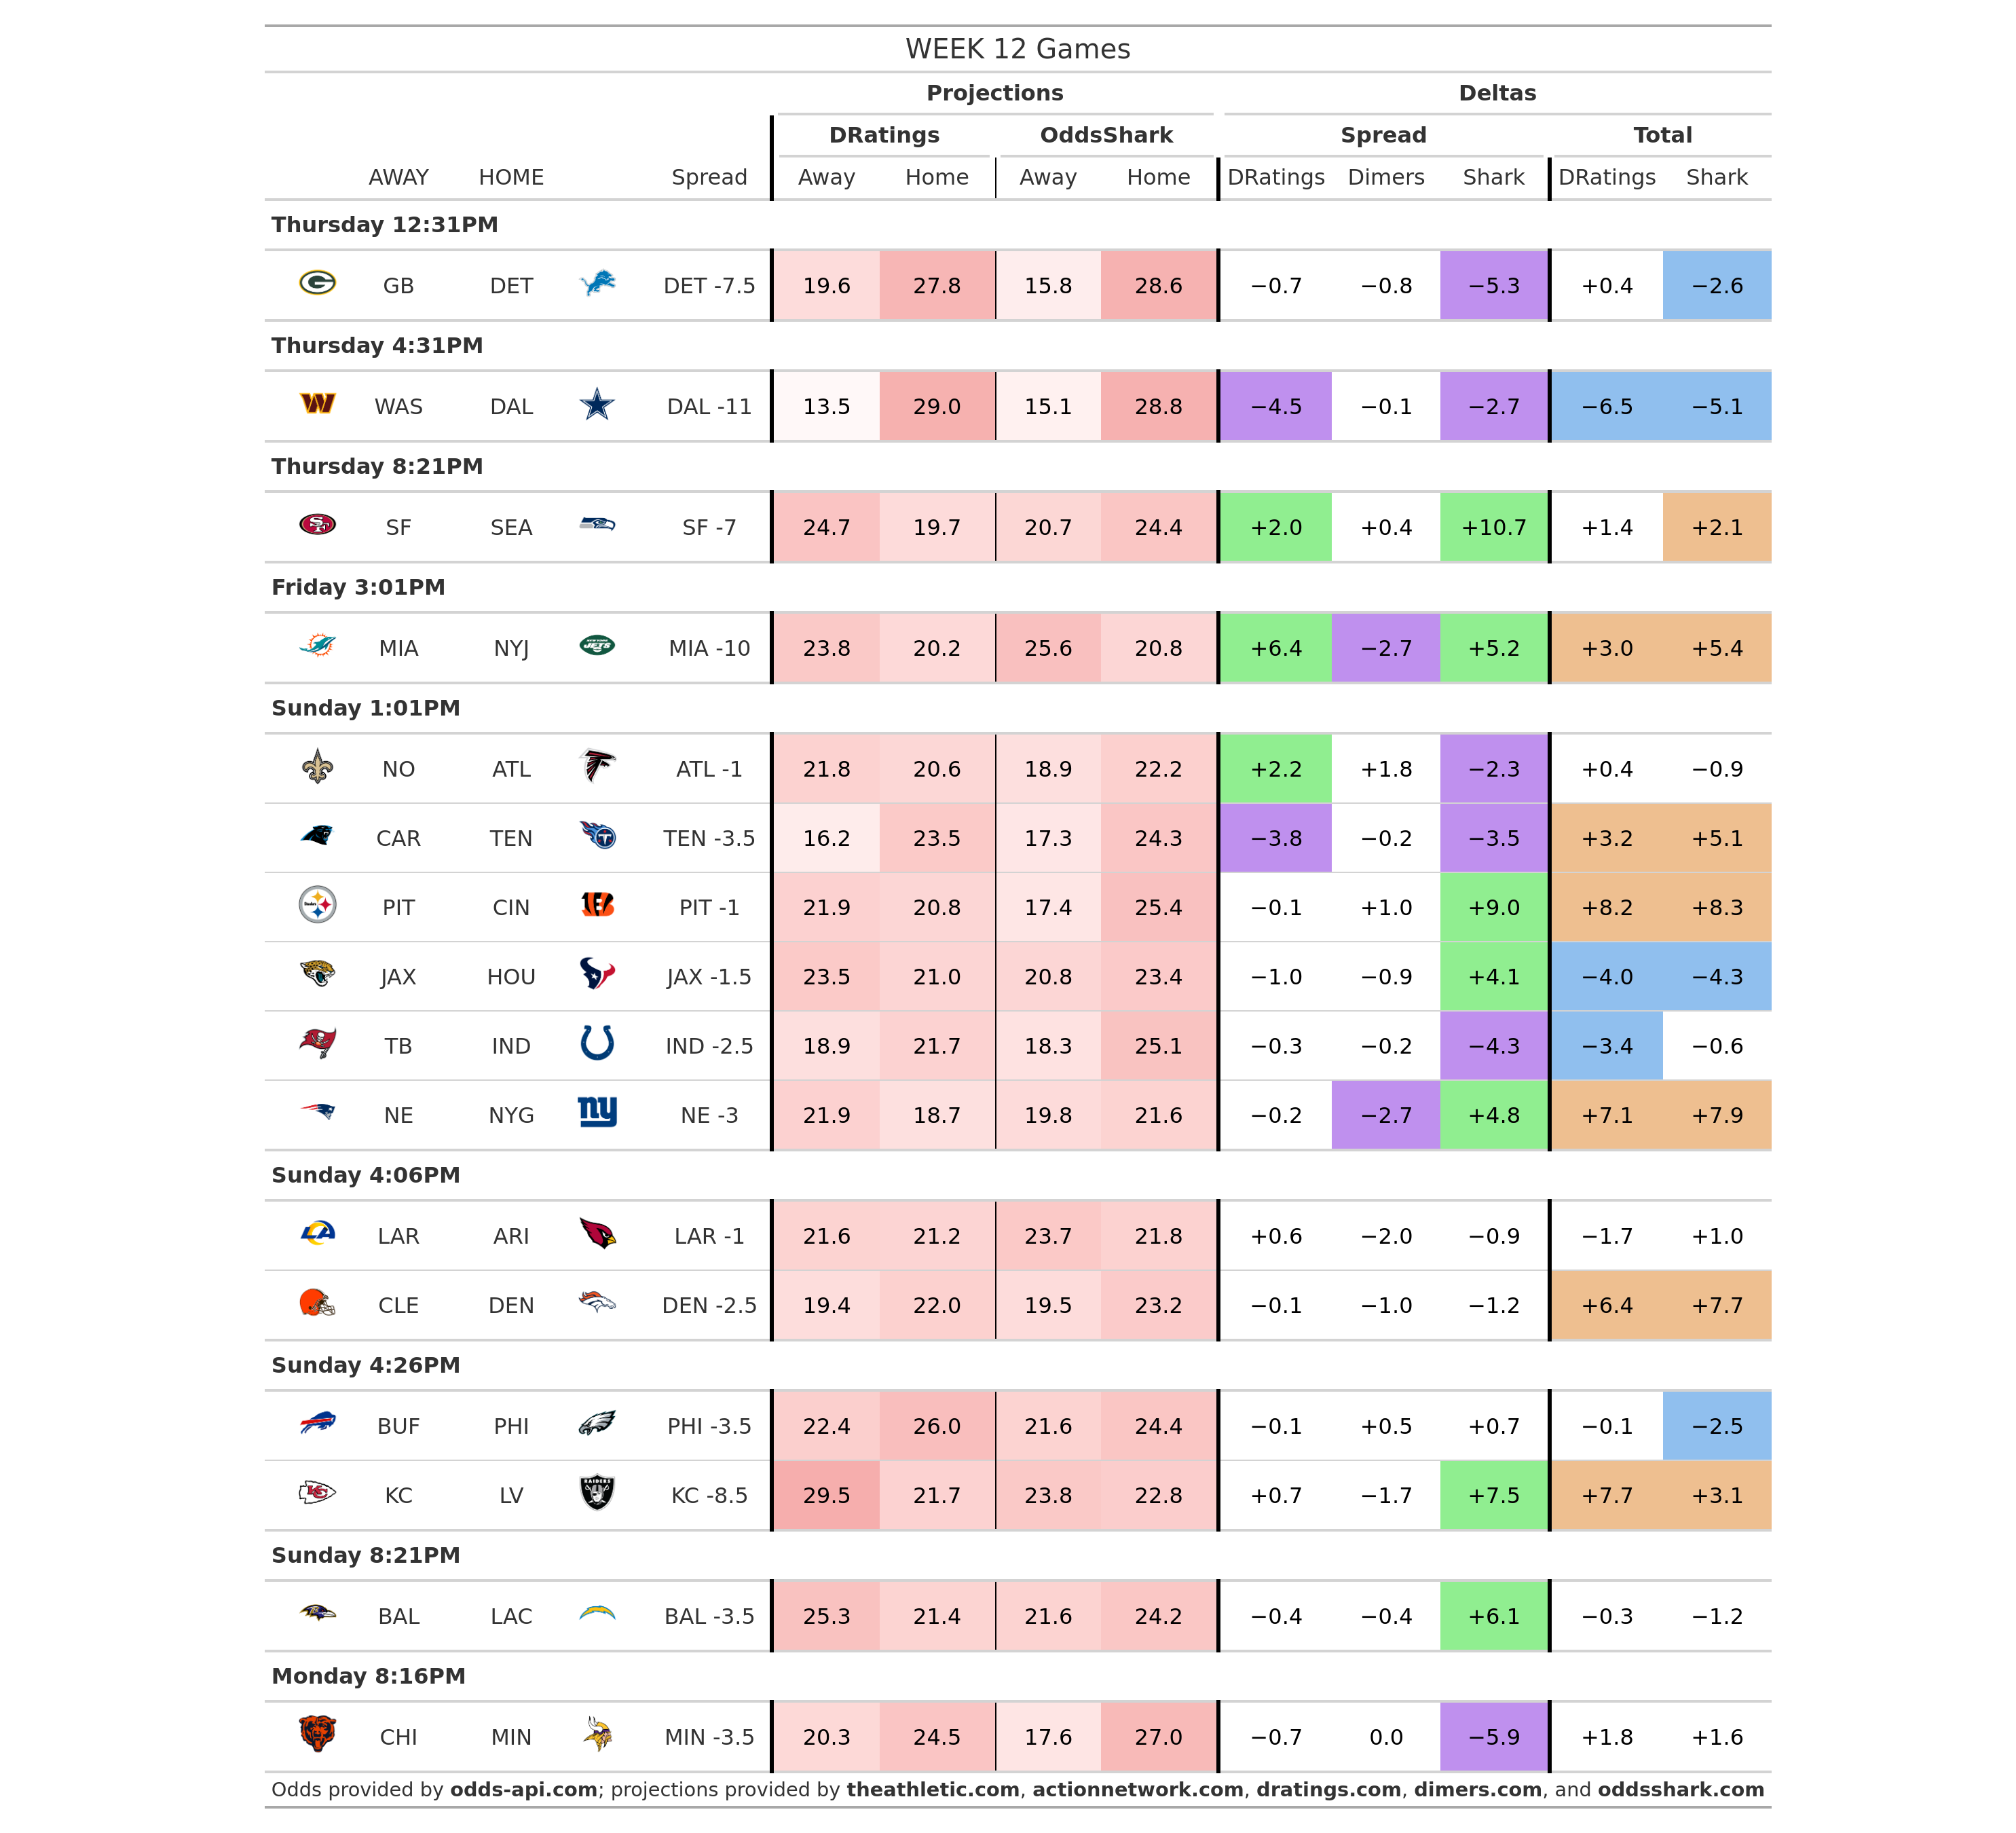 WEEK 12 Games
Projections Deltas
DRatings OddsShark Spread Total
AWAY HOME Spread Away Home Away Home DRatings Dimers Shark DRatings Shark
Thursday 12:31PM
GB DET DET -7.5 19.6 27.8 15.8 28.6 −0.7 −0.8 −5.3 +0.4 −2.6
Thursday 4:31PM
WAS DAL DAL -11 13.5 29.0 15.1 28.8 −4.5 −0.1 −2.7 −6.5 −5.1
Thursday 8:21PM
SF SEA SF -7 24.7 19.7 20.7 24.4 +2.0 +0.4 +10.7 +1.4 +2.1
Friday 3:01PM
MIA NYJ MIA -10 23.8 20.2 25.6 20.8 +6.4 −2.7 +5.2 +3.0 +5.4
Sunday 1:01PM
NO ATL ATL -1 21.8 20.6 18.9 22.2 +2.2 +1.8 −2.3 +0.4 −0.9
CAR TEN TEN -3.5 16.2 23.5 17.3 24.3 −3.8 −0.2 −3.5 +3.2 +5.1
PIT CIN PIT -1 21.9 20.8 17.4 25.4 −0.1 +1.0 +9.0 +8.2 +8.3
JAX HOU JAX -1.5 23.5 21.0 20.8 23.4 −1.0 −0.9 +4.1 −4.0 −4.3
TB IND IND -2.5 18.9 21.7 18.3 25.1 −0.3 −0.2 −4.3 −3.4 −0.6
NE NYG NE -3 21.9 18.7 19.8 21.6 −0.2 −2.7 +4.8 +7.1 +7.9
Sunday 4:06PM
LAR ARI LAR -1 21.6 21.2 23.7 21.8 +0.6 −2.0 −0.9 −1.7 +1.0
CLE DEN DEN -2.5 19.4 22.0 19.5 23.2 −0.1 −1.0 −1.2 +6.4 +7.7
Sunday 4:26PM
BUF PHI PHI -3.5 22.4 26.0 21.6 24.4 −0.1 +0.5 +0.7 −0.1 −2.5
KC LV KC -8.5 29.5 21.7 23.8 22.8 +0.7 −1.7 +7.5 +7.7 +3.1
Sunday 8:21PM
BAL LAC BAL -3.5 25.3 21.4 21.6 24.2 −0.4 −0.4 +6.1 −0.3 −1.2
Monday 8:16PM
CHI MIN MIN -3.5 20.3 24.5 17.6 27.0 −0.7 0.0 −5.9 +1.8 +1.6
Odds provided by odds-api.com; projections provided by theathletic.com, actionnetwork.com, dratings.com, dimers.com, and oddsshark.com